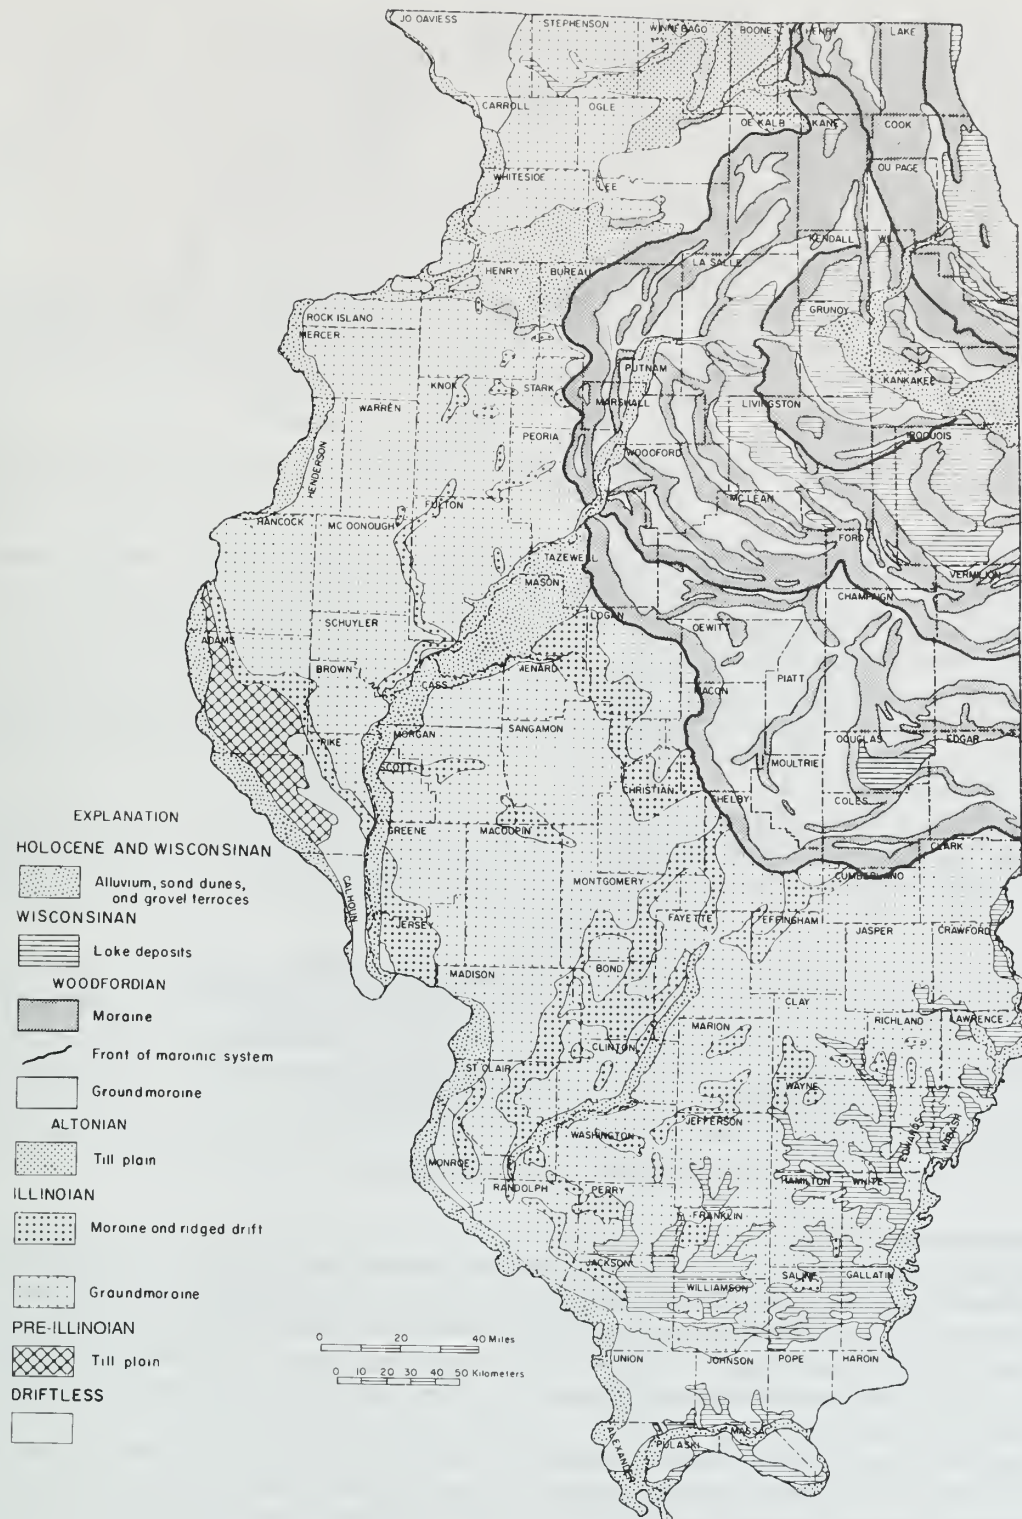 JO DAVIESS
STEPHENSON
WINNEBAGO
BOONE
MC HENRY
LAKE
CARROLL
OGLE
DE KALB
KANE
COOK
DU PAGE
WHITESIDE
LEE
KENDALL
WILL
HENRY
BUREAU
LA SALLE
GRUNDY
ROCK ISLAND
MERCER
KNOX
STARK
PUTNAM
MARSHALL
KANKAKEE
WARREN
LIVINGSTON
PEORIA
IROQUOIS
HENDERSON
WOODFORD
FULTON
MC LEAN
HANCOCK
MC DONOUGH
FORD
TAZEWELL
MASON
VERMILION
CHAMPAIGN
SCHUYLER
LOGAN
DEWITT
ADAMS
BROWN
MENARD
CASS
PIATT
MACON
MORGAN
SANGAMON
PIKE
DOUGLAS
EDGAR
SCOTT
MOULTRIE
CHRISTIAN
SHELBY
COLES
GREENE
MACOUPIN
CLARK
MONTGOMERY
CUMBERLAND
CALHOUN
FAYETTE
EFFINGHAM
JERSEY
JASPER
CRAWFORD
MADISON
BOND
CLAY
RICHLAND
LAWRENCE
MARION
CLINTON
ST CLAIR
WAYNE
JEFFERSON
EDWARDS
WABASH
WASHINGTON
MONROE
RANDOLPH
PERRY
HAMILTON
WHITE
FRANKLIN
JACKSON
WILLIAMSON
SALINE
GALLATIN
UNION
JOHNSON
POPE
HARDIN
ALEXANDER
PULASKI
MASSAC
EXPLANATION
HOLOCENE AND WISCONSINAN
Alluvium, sand dunes,
and gravel terraces
WISCONSINAN
Lake deposits
WOODFORDIAN
Moraine
Front of morainic system
Groundmoraine
ALTONIAN
Till plain
ILLINOIAN
Moraine and ridged drift
Groundmoraine
PRE-ILLINOIAN
Till plain
DRIFTLESS
0 20 40 Miles
0 10 20 30 40 50 Kilometers